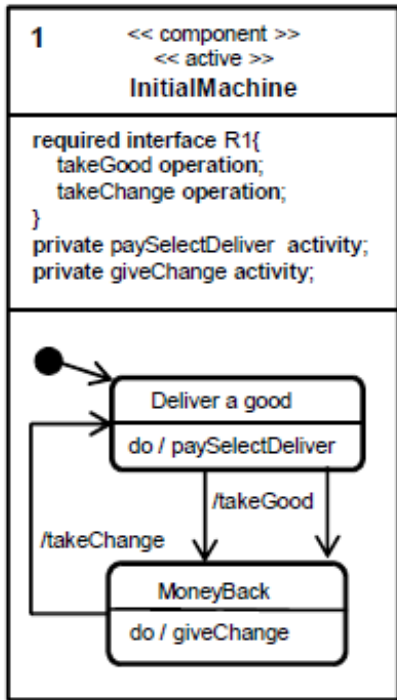 1
<< component >>
<< active >>
InitialMachine
required interface R1{
takeGood operation;
takeChange operation;
}
private paySelectDeliver activity;
private giveChange activity;
Deliver a good
do / paySelectDeliver
/takeGood
/takeChange
MoneyBack
do / giveChange